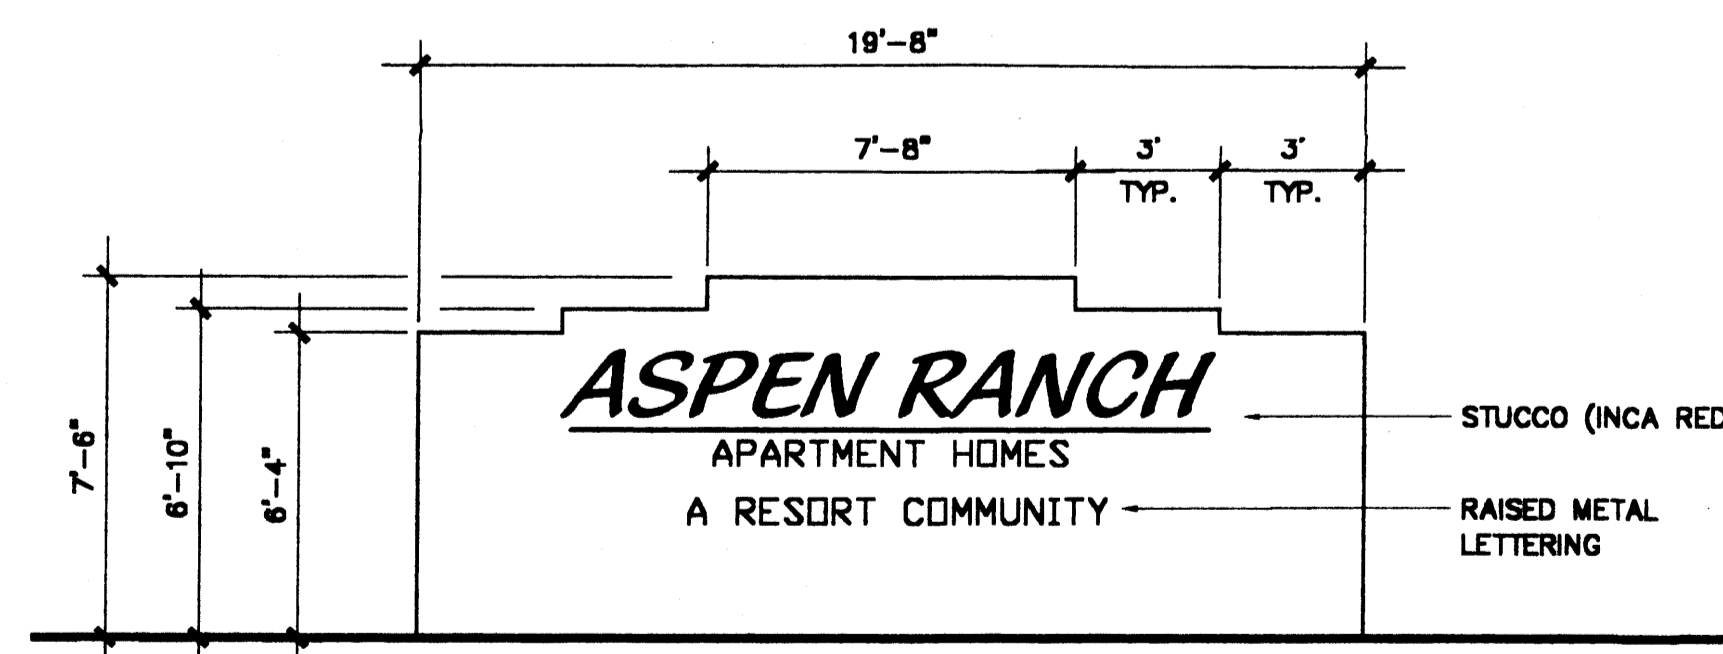 19'-8"
7'-8"
3'
3'
TYP.
TYP.
7'-6"
6'-10"
6'-4"
ASPEN RANCH
APARTMENT HOMES
A RESORT COMMUNITY
STUCCO (INCA RED
RAISED METAL
LETTERING